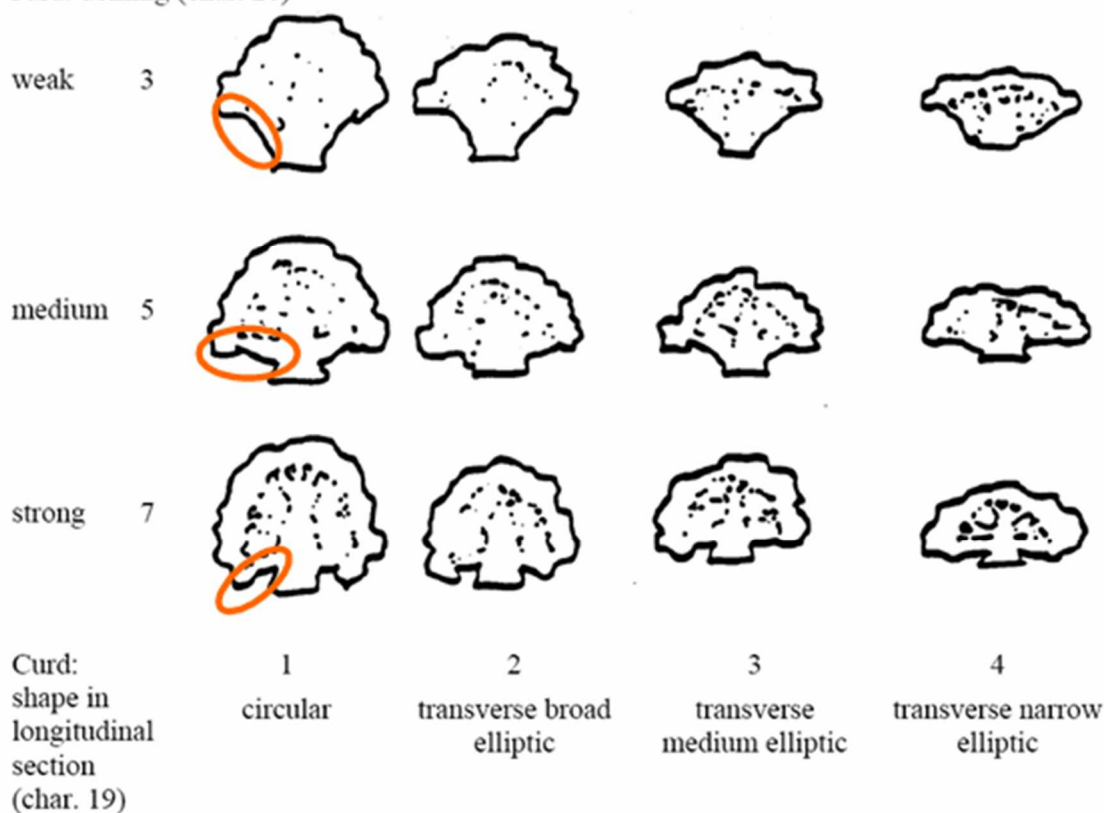 weak 3
medium 5
strong 7
Curd:
shape in
longitudinal
section
(char. 19)
1
circular
2
transverse broad
elliptic
3
transverse
medium elliptic
4
transverse narrow
elliptic